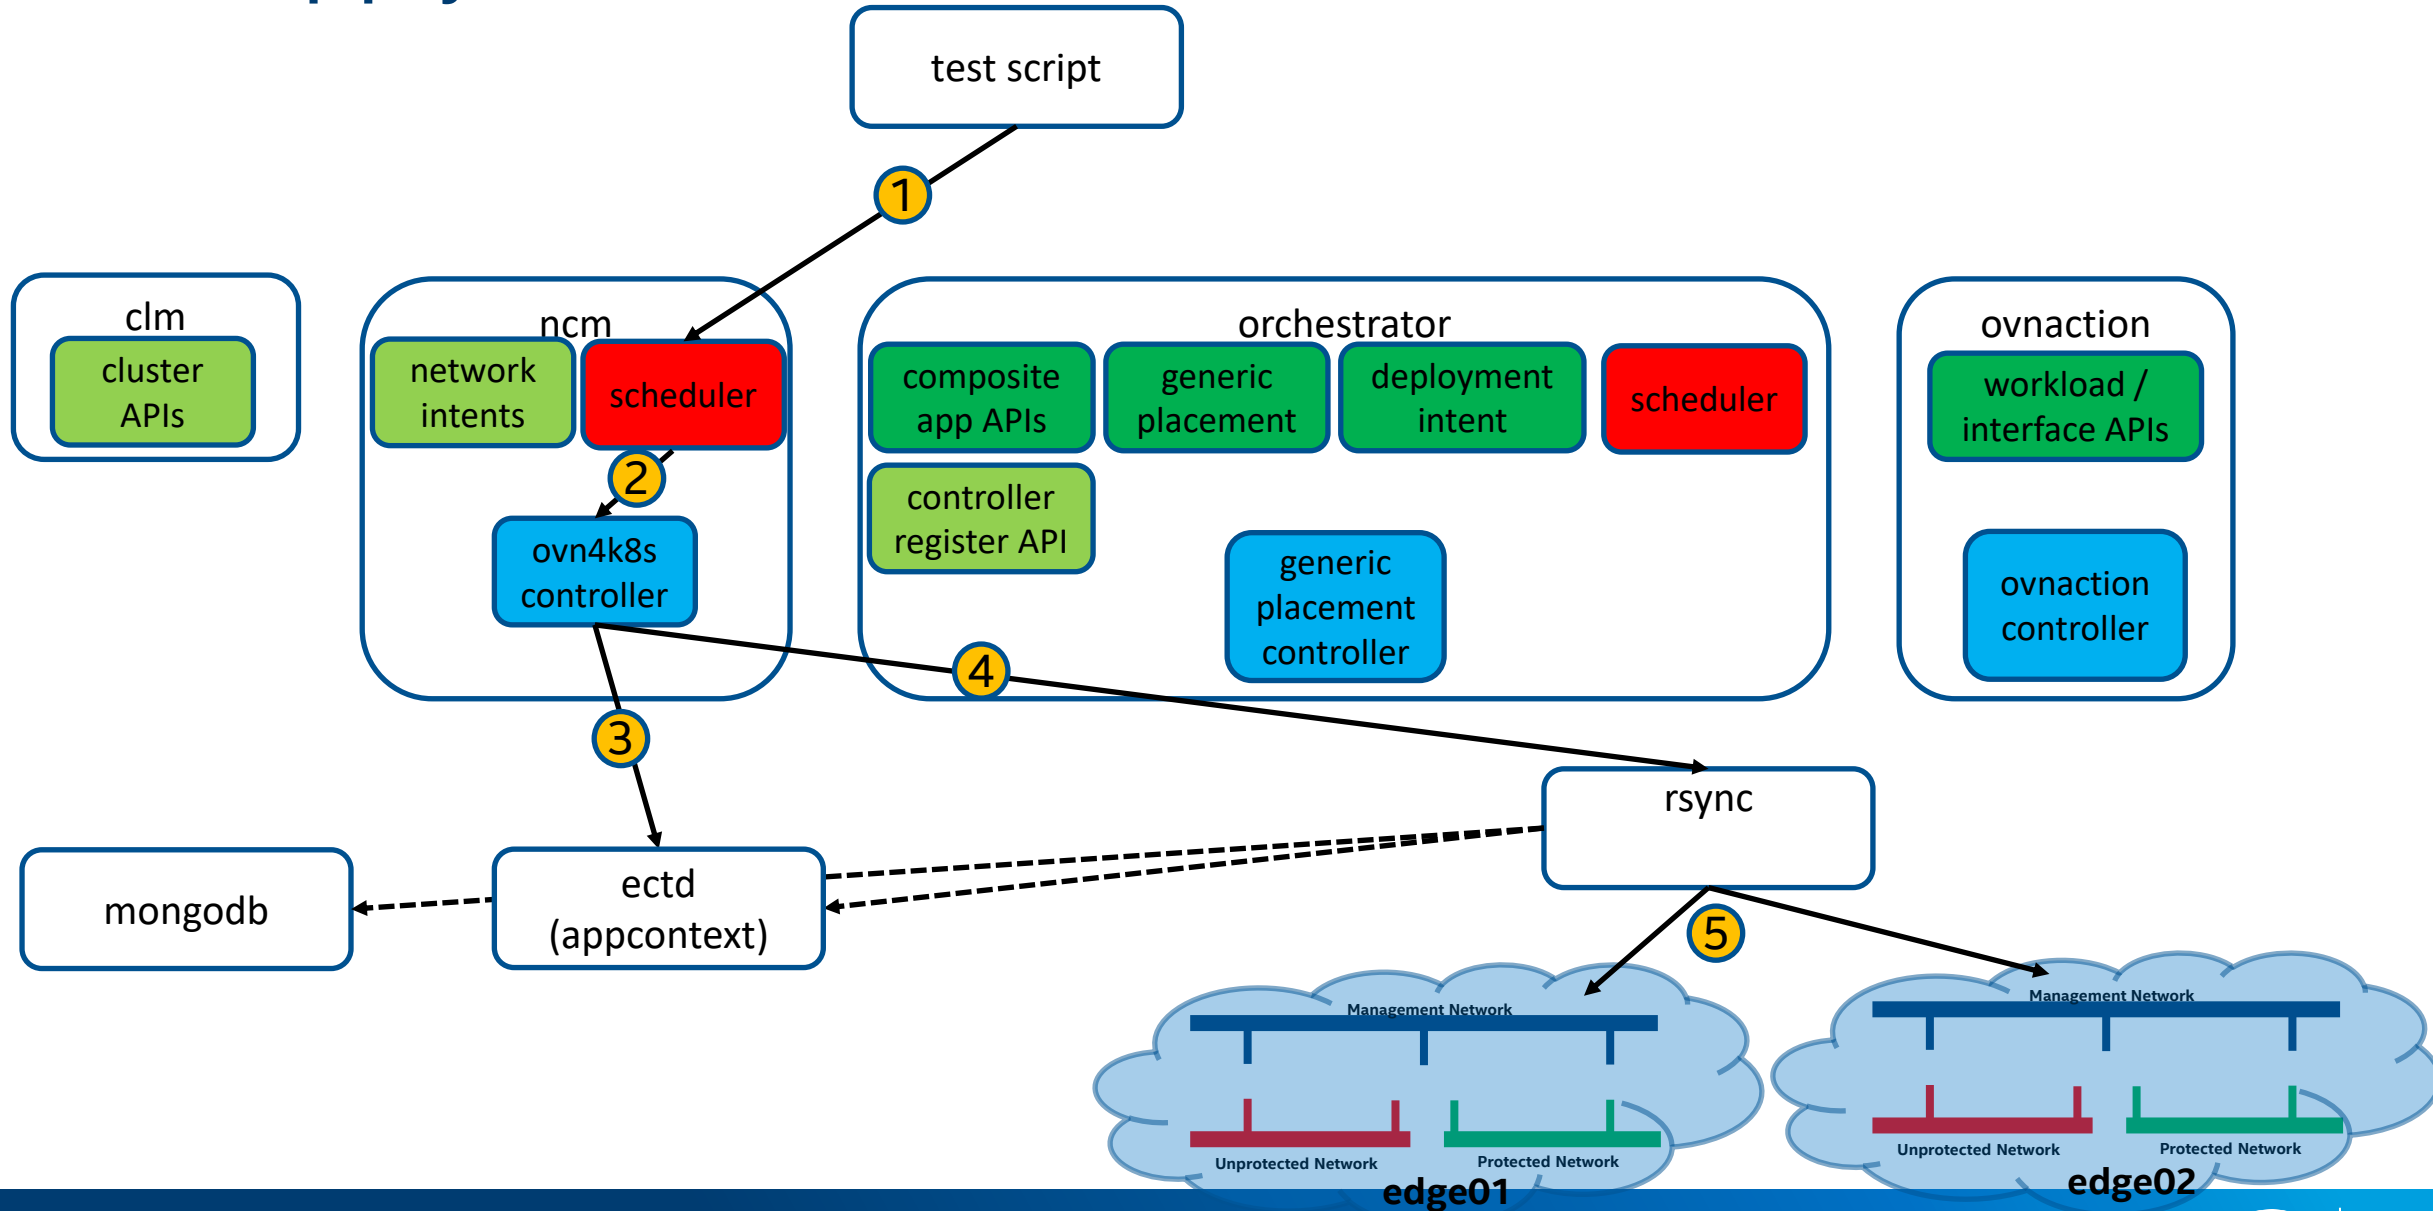 test script
1
clm
cluster
APIs
ncm
network
intents
scheduler
2
ovn4k8s
controller
orchestrator
composite
app APIs
generic
placement
deployment
intent
scheduler
controller
register API
generic
placement
controller
ovnaction
workload /
interface APIs
ovnaction
controller
4
3
rsync
mongodb
ectd
(appcontext)
5
Management Network
Unprotected Network
Protected Network
edge01
Management Network
Unprotected Network
Protected Network
edge02